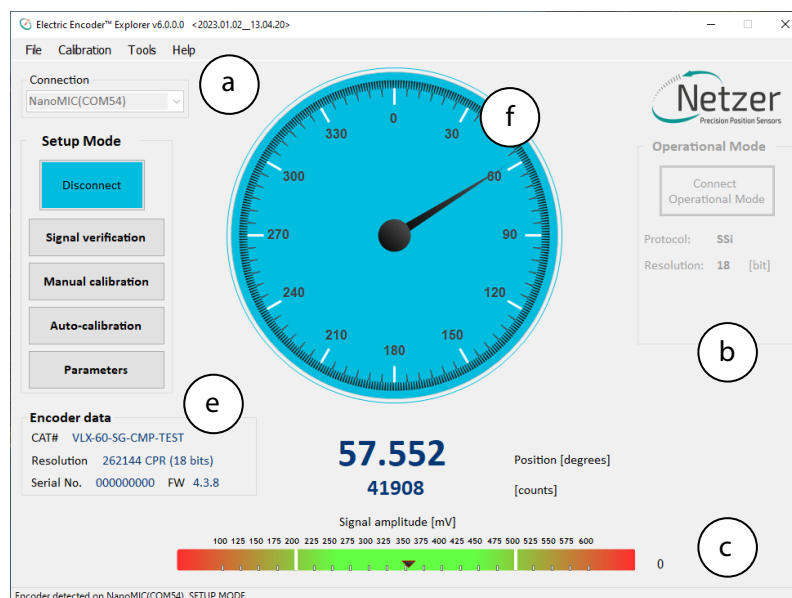 Electric Encoder™ Explorer v6.0.0.0 <2023.01.02__13.04.20>
File Calibration Tools Help
Connection
NanoMIC(COM54)
a
Setup Mode
Disconnect
Signal verification
Manual calibration
Auto-calibration
Parameters
0
30
60
90
120
150
180
210
240
270
300
330
f
Netzer
Precision Position Sensors
Operational Mode
Connect
Operational Mode
Protocol: SSi
Resolution: 18 [bit]
b
e
Encoder data
CAT# VLX-60-SG-CMP-TEST
Resolution 262144 CPR (18 bits)
Serial No. 000000000 FW 4.3.8
57.552 Position [degrees]
41908 [counts]
Signal amplitude [mV]
100 125 150 175 200 225 250 275 300 325 350 375 400 425 450 475 500 525 550 575 600
0
c
Encoder detected on NanoMIC(COM54). SETUP MODE